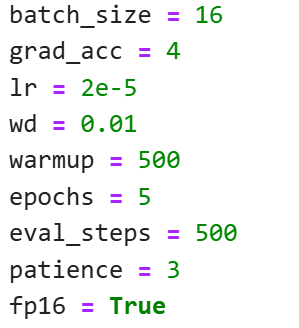 batch_size = 16
grad_acc = 4
lr = 2e-5
wd = 0.01
warmup = 500
epochs = 5
eval_steps = 500
patience = 3
fp16 = True